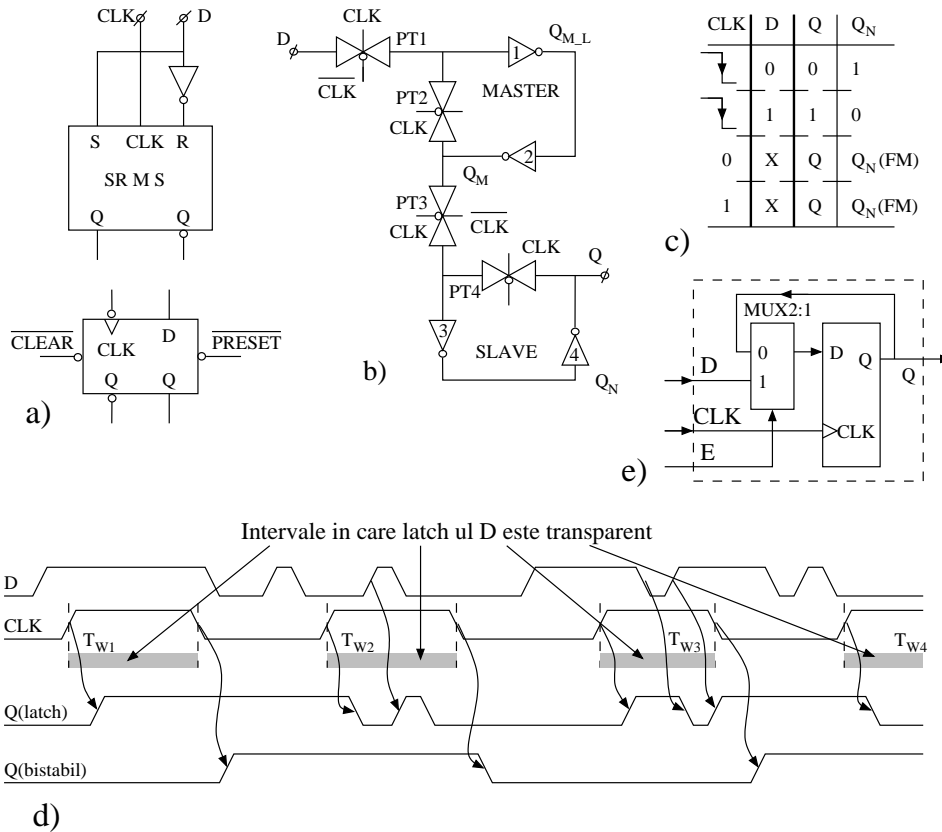 CLK D
S CLK R
SR M S
Q Q
CLEAR CLK D PRESET
Q Q
a)
D CLK PT1 Q_M_L
CLK 1
PT2 MASTER
CLK
2
Q_M
PT3
CLK CLK
CLK Q
PT4
3 SLAVE 4
Q_N
b)
CLK D Q Q_N
0 0 1
1 1 0
0 X Q Q_N(FM)
1 X Q Q_N(FM)
c)
MUX2:1
0 D Q
D 1 Q
CLK CLK
E
e)
Intervale in care latch ul D este transparent
D
CLK
T_W1 T_W2 T_W3 T_W4
Q(latch)
Q(bistabil)
d)